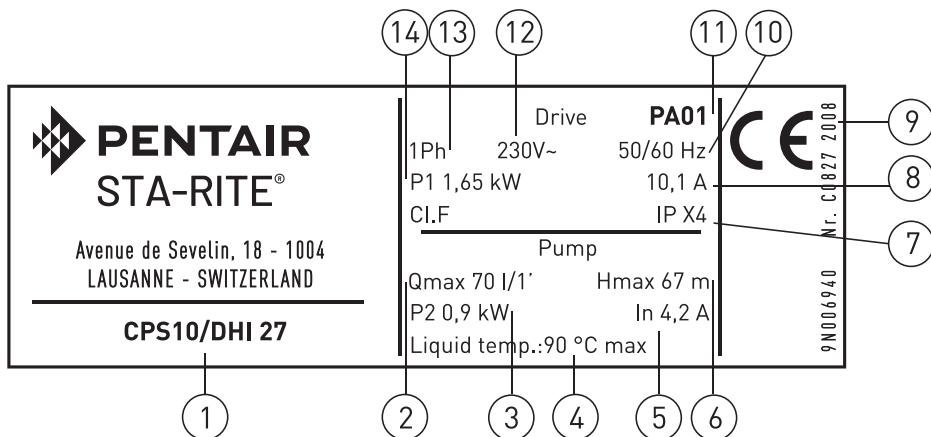 14 13 12 11 10
PENTAIR
STA-RITE®
Avenue de Sevelin, 18 - 1004
LAUSANNE - SWITZERLAND
CPS10/DHI 27
Drive PA01
1Ph 230V~ 50/60 Hz
P1 1,65 kW 10,1 A
Cl.F IP X4
Pump
Qmax 70 l/1' Hmax 67 m
P2 0,9 kW In 4,2 A
Liquid temp.:90 °C max
CE
9N006940 Nr. C0827 2008
9
8
7
1 2 3 4 5 6